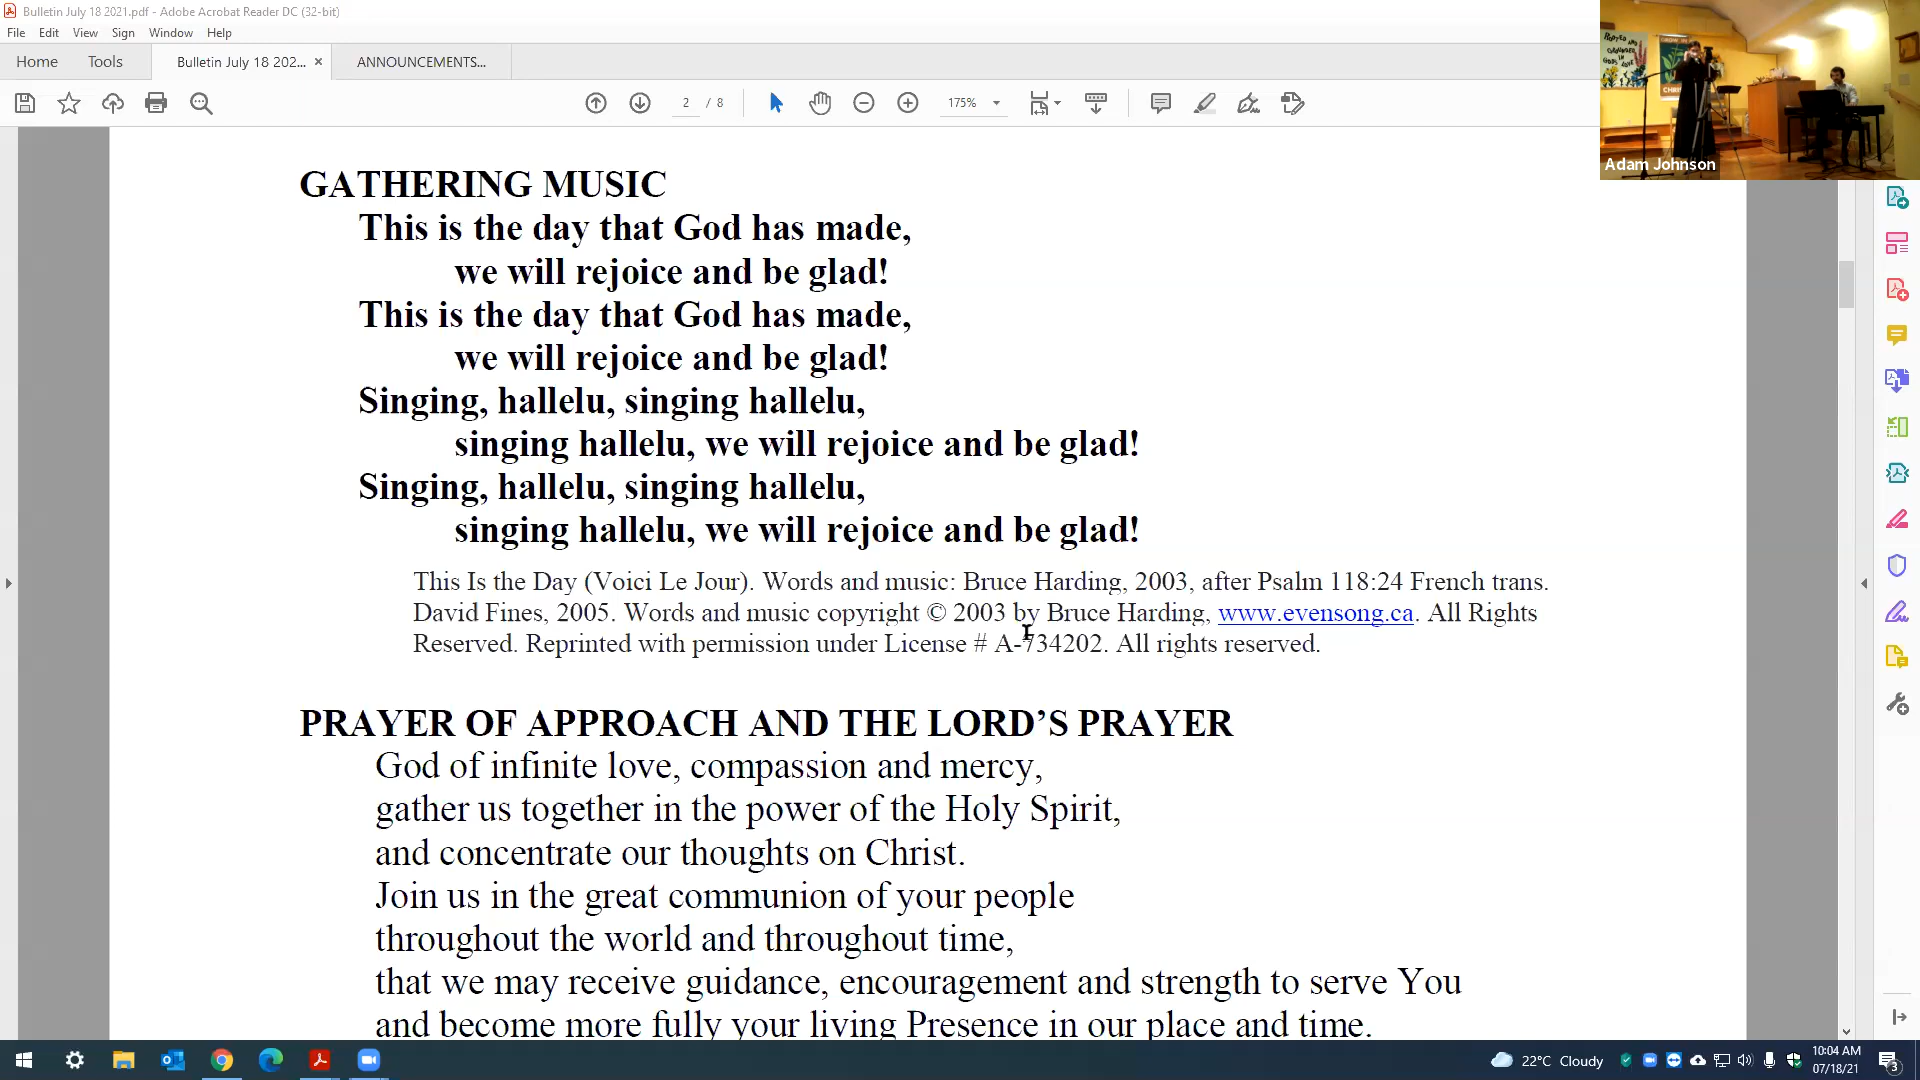 Bulletin July 18 2021.pdf - Adobe Acrobat Reader DC (32-bit)
File Edit View Sign Window Help
Home Tools Bulletin July 18 202... × ANNOUNCEMENTS...
2 / 8 175%
GATHERING MUSIC
This is the day that God has made,
we will rejoice and be glad!
This is the day that God has made,
we will rejoice and be glad!
Singing, hallelu, singing hallelu,
singing hallelu, we will rejoice and be glad!
Singing, hallelu, singing hallelu,
singing hallelu, we will rejoice and be glad!
This Is the Day (Voici Le Jour). Words and music: Bruce Harding, 2003, after Psalm 118:24 French trans.
David Fines, 2005. Words and music copyright © 2003 by Bruce Harding, www.evensong.ca. All Rights
Reserved. Reprinted with permission under License # A-734202. All rights reserved.
PRAYER OF APPROACH AND THE LORD’S PRAYER
God of infinite love, compassion and mercy,
gather us together in the power of the Holy Spirit,
and concentrate our thoughts on Christ.
Join us in the great communion of your people
throughout the world and throughout time,
that we may receive guidance, encouragement and strength to serve You
and become more fully your living Presence in our place and time.
ROOTED AND
GROUNDED
IN
GOD'S LOVE
Adam Johnson
22°C Cloudy
10:04 AM
07/18/21
3